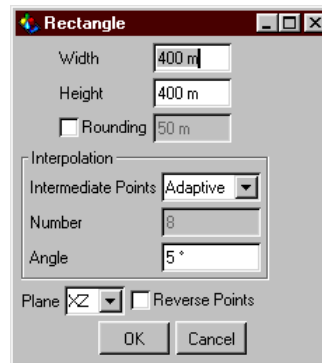 Rectangle
Width 400 m
Height 400 m
Rounding 50 m
Interpolation
Intermediate Points Adaptive
Number 8
Angle 5 °
Plane XZ Reverse Points
OK Cancel